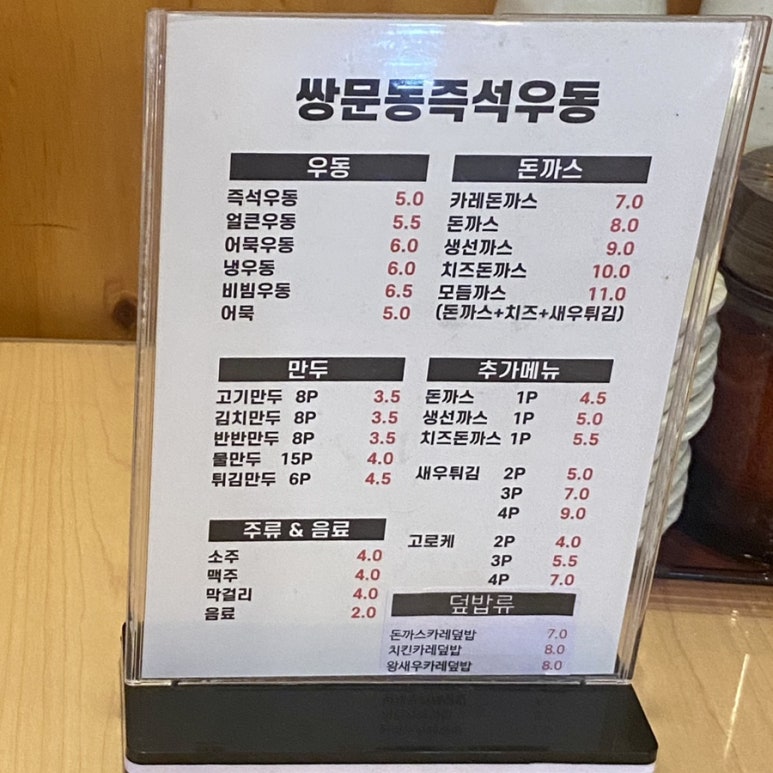 쌍문동즉석우동
우동
즉석우동 5.0
얼큰우동 5.5
어묵우동 6.0
냉우동 6.0
비빔우동 6.5
어묵 5.0
돈까스
카레돈까스 7.0
돈까스 8.0
생선까스 9.0
치즈돈까스 10.0
모듬까스 11.0
(돈까스+치즈+새우튀김)
만두
고기만두 8P 3.5
김치만두 8P 3.5
반반만두 8P 3.5
물만두 15P 4.0
튀김만두 6P 4.5
추가메뉴
돈까스 1P 4.5
생선까스 1P 5.0
치즈돈까스 1P 5.5
새우튀김 2P 5.0
3P 7.0
4P 9.0
고로케 2P 4.0
3P 5.5
4P 7.0
주류 & 음료
소주 4.0
맥주 4.0
막걸리 4.0
음료 2.0
덮밥류
돈까스카레덮밥 7.0
치킨카레덮밥 8.0
왕새우카레덮밥 8.0